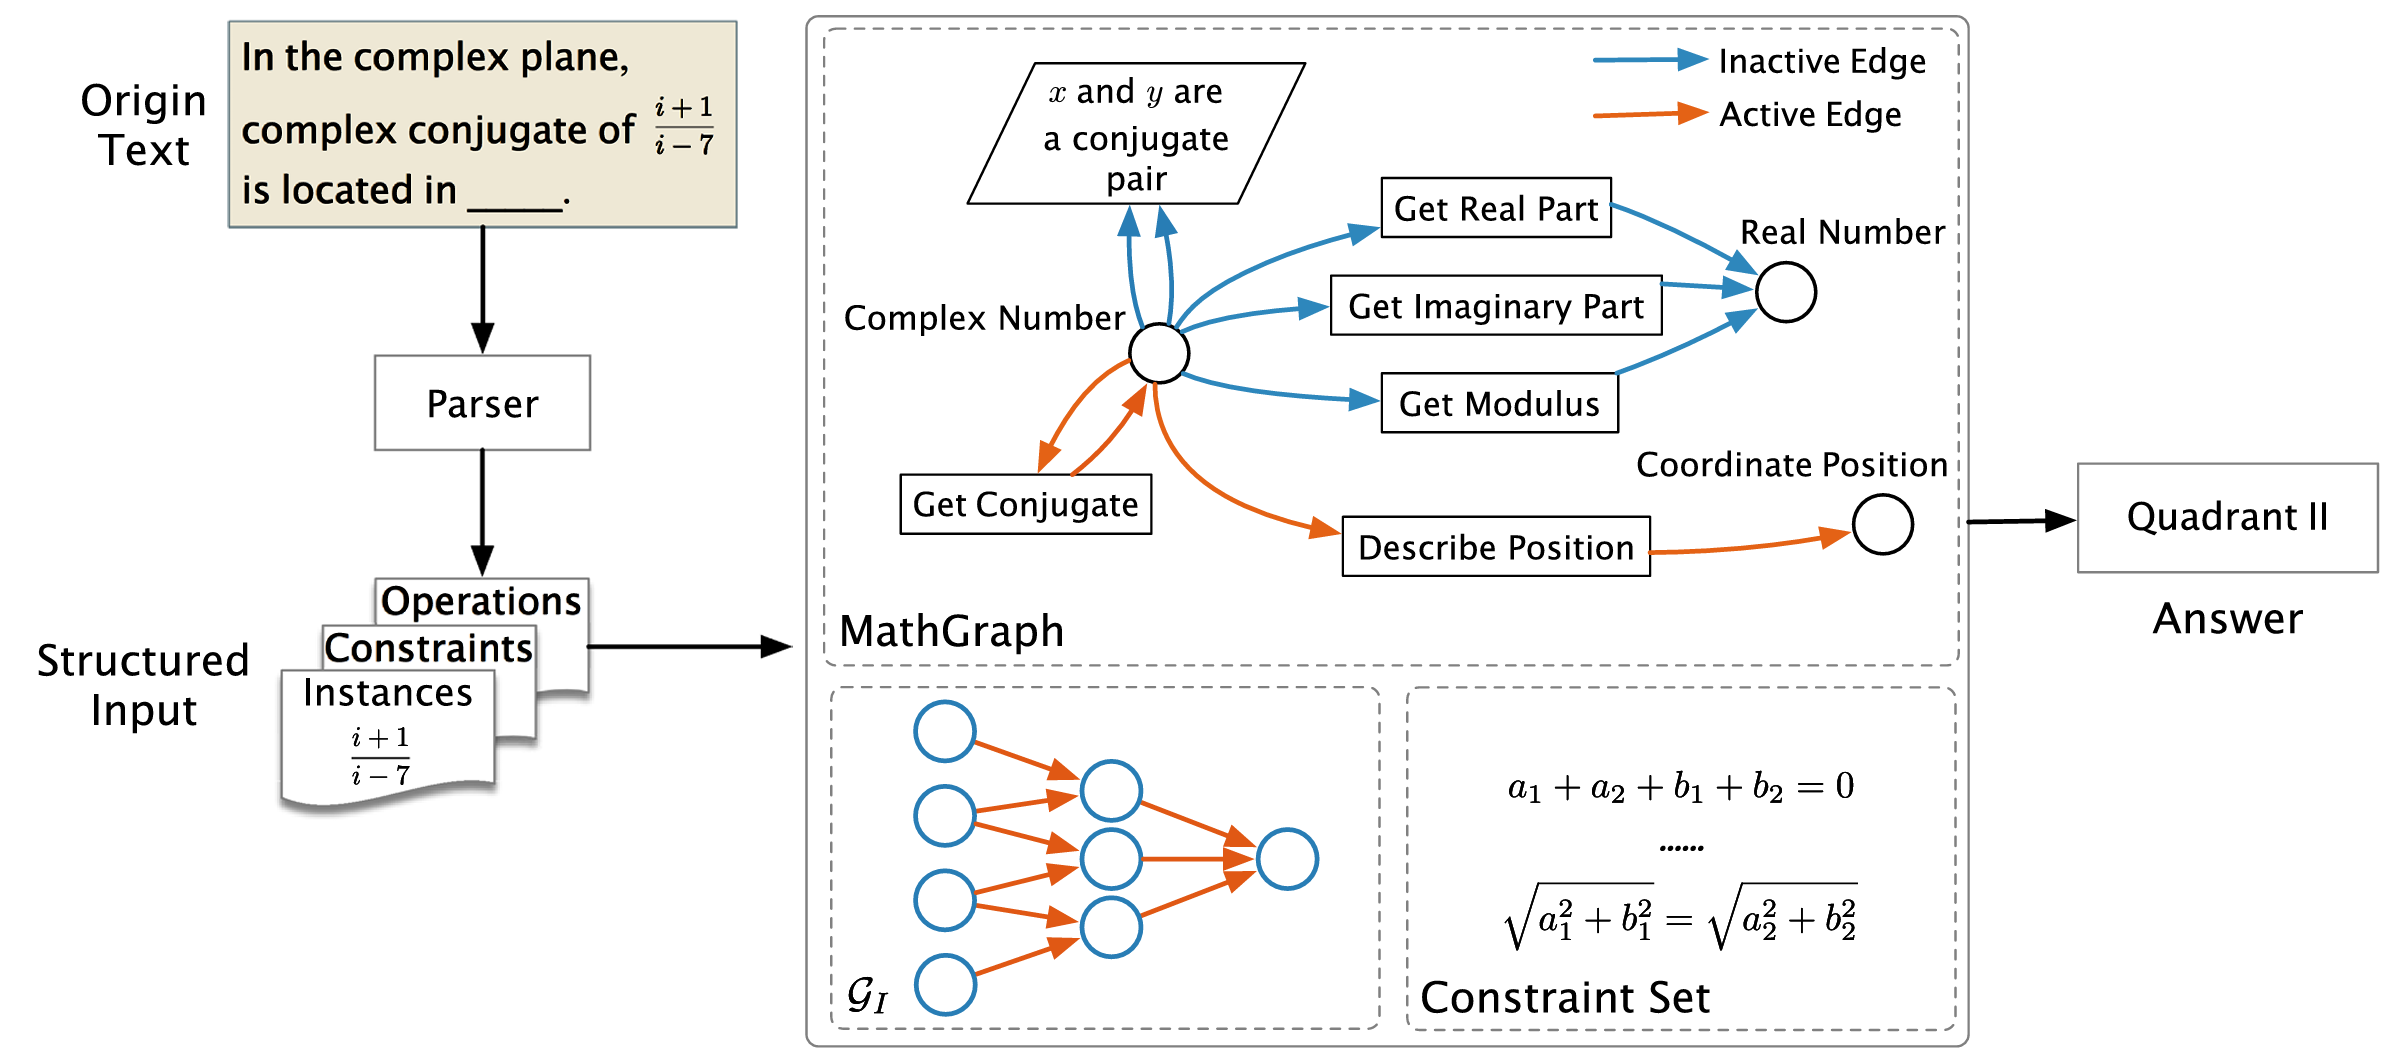 Origin
Text
In the complex plane,
complex conjugate of \frac{i+1}{i-7}
is located in _____.
Parser
Structured
Input
Operations
Constraints
Instances
\frac{i+1}{i-7}
x and y are
a conjugate
pair
Inactive Edge
Active Edge
Get Real Part
Real Number
Get Imaginary Part
Complex Number
Get Modulus
Get Conjugate
Coordinate Position
Describe Position
MathGraph
\mathcal{G}_I
a_1 + a_2 + b_1 + b_2 = 0
......
\sqrt{a_1^2 + b_1^2} = \sqrt{a_2^2 + b_2^2}
Constraint Set
Quadrant II
Answer